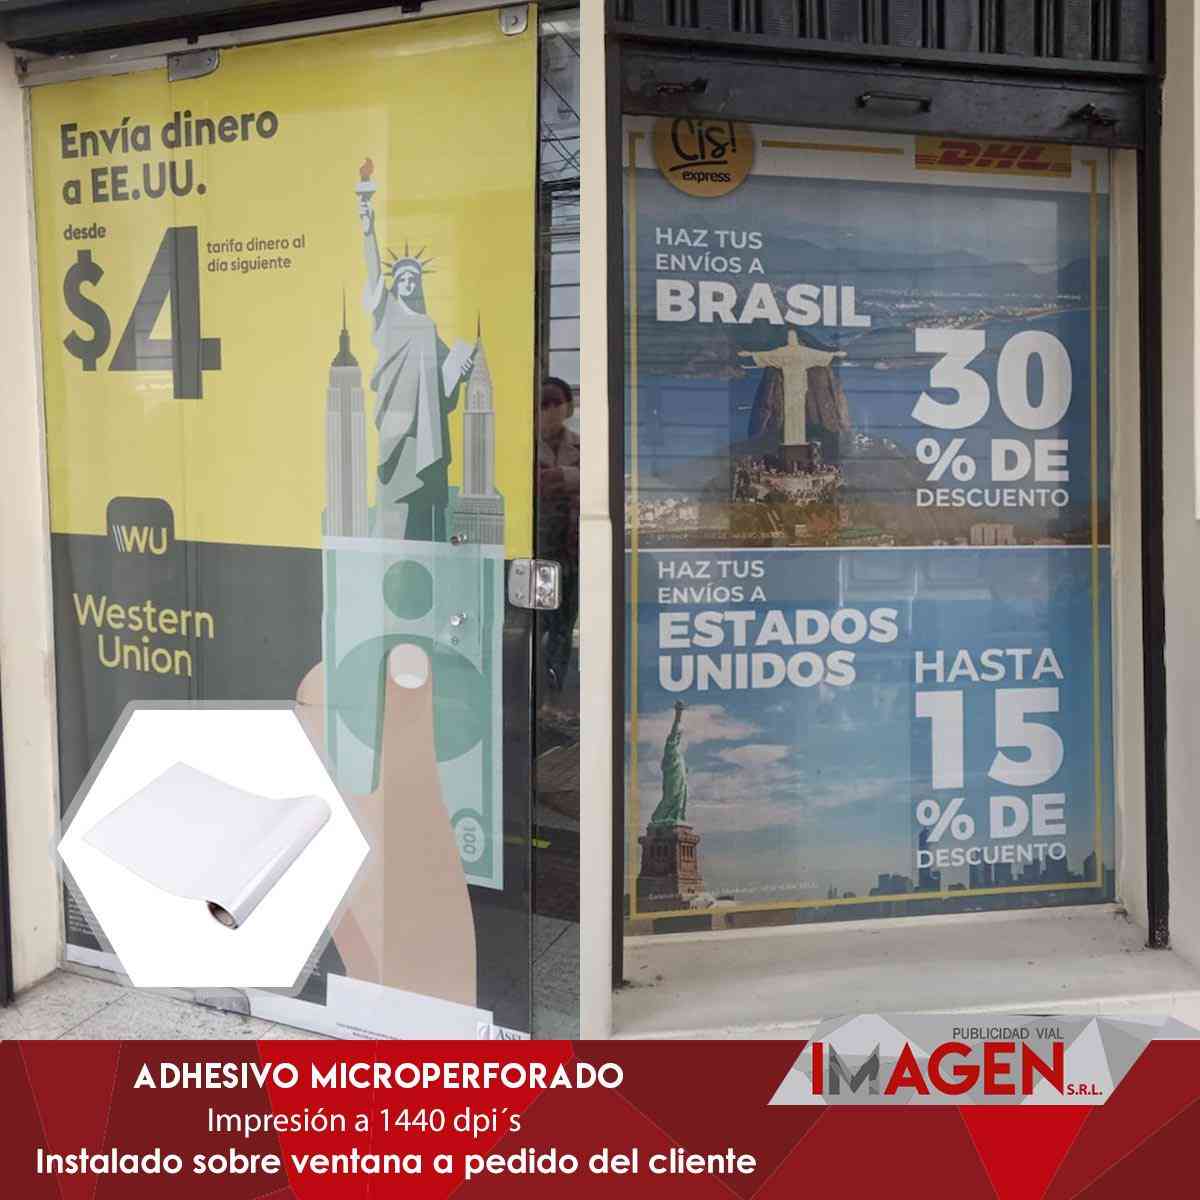 Envía dinero
a EE.UU.
desde
$4
tarifa dinero al
día siguiente
WU
Western
Union
100
Cis!
express
DHL
HAZ TUS
ENVÍOS A
BRASIL
30
% DE
DESCUENTO
HAZ TUS
ENVÍOS A
ESTADOS
UNIDOS
HASTA
15
% DE
DESCUENTO
ADHESIVO MICROPERFORADO
Impresión a 1440 dpi´s
Instalado sobre ventana a pedido del cliente
PUBLICIDAD VIAL
IMAGEN
S.R.L.